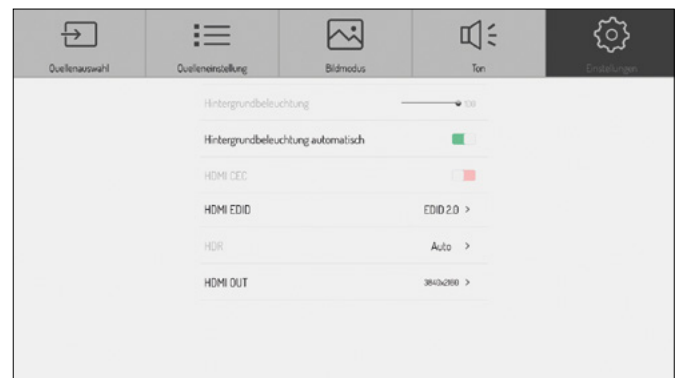 Quellenauswahl
Quelleneinstellung
Bildmodus
Ton
Einstellungen
Hintergrundbeleuchtung 100
Hintergrundbeleuchtung automatisch
HDMI CEC
HDMI EDID EDID 2.0 >
HDR Auto >
HDMI OUT 3840x2160 >